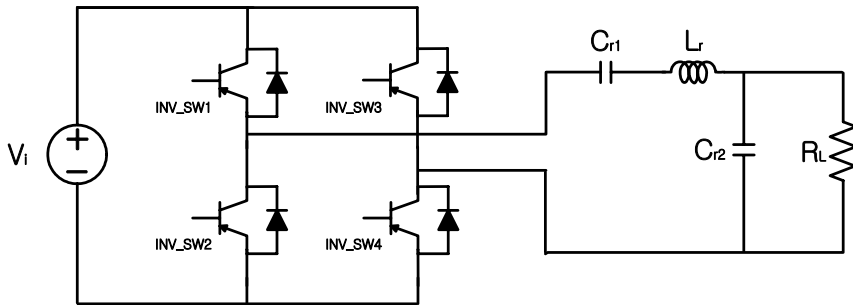 Cr1
Lr
INV_SW1
INV_SW3
Vi
Cr2
RL
INV_SW2
INV_SW4